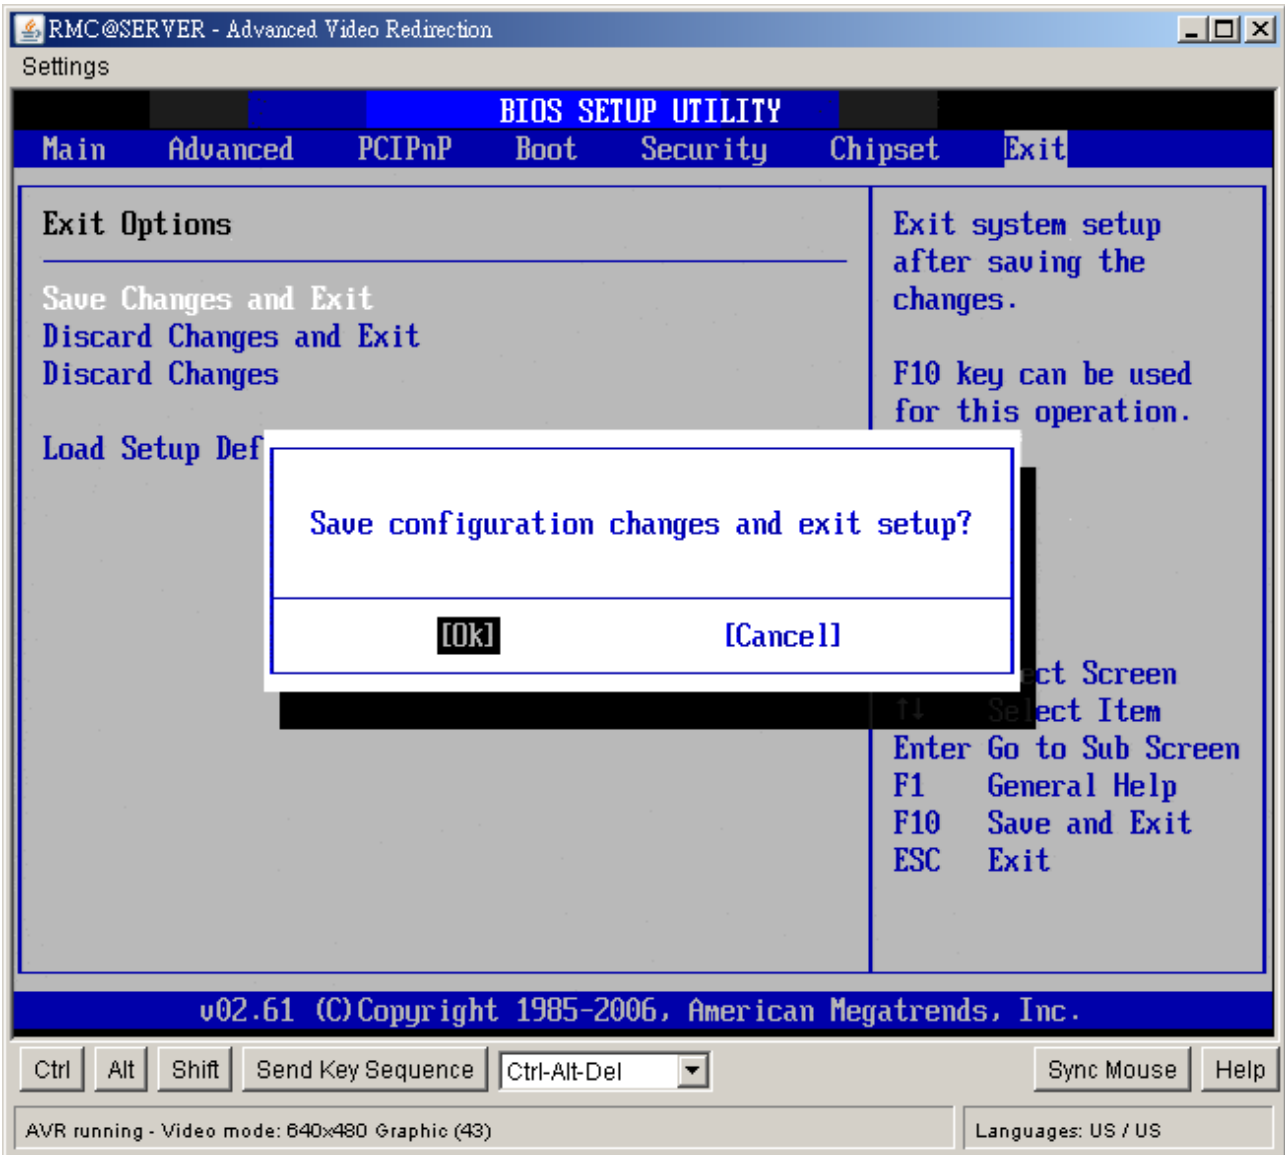 RMC@SERVER - Advanced Video Redirection
Settings
BIOS SETUP UTILITY
Main Advanced PCIPnP Boot Security Chipset Exit
Exit Options
Save Changes and Exit
Discard Changes and Exit
Discard Changes
Load Setup Def
Exit system setup
after saving the
changes.
F10 key can be used
for this operation.
Save configuration changes and exit setup?
[Ok] [Cancel]
ect Screen
↑↓ Select Item
Enter Go to Sub Screen
F1 General Help
F10 Save and Exit
ESC Exit
v02.61 (C)Copyright 1985-2006, American Megatrends, Inc.
Ctrl Alt Shift Send Key Sequence Ctrl-Alt-Del Sync Mouse Help
AVR running - Video mode: 640x480 Graphic (43) Languages: US / US